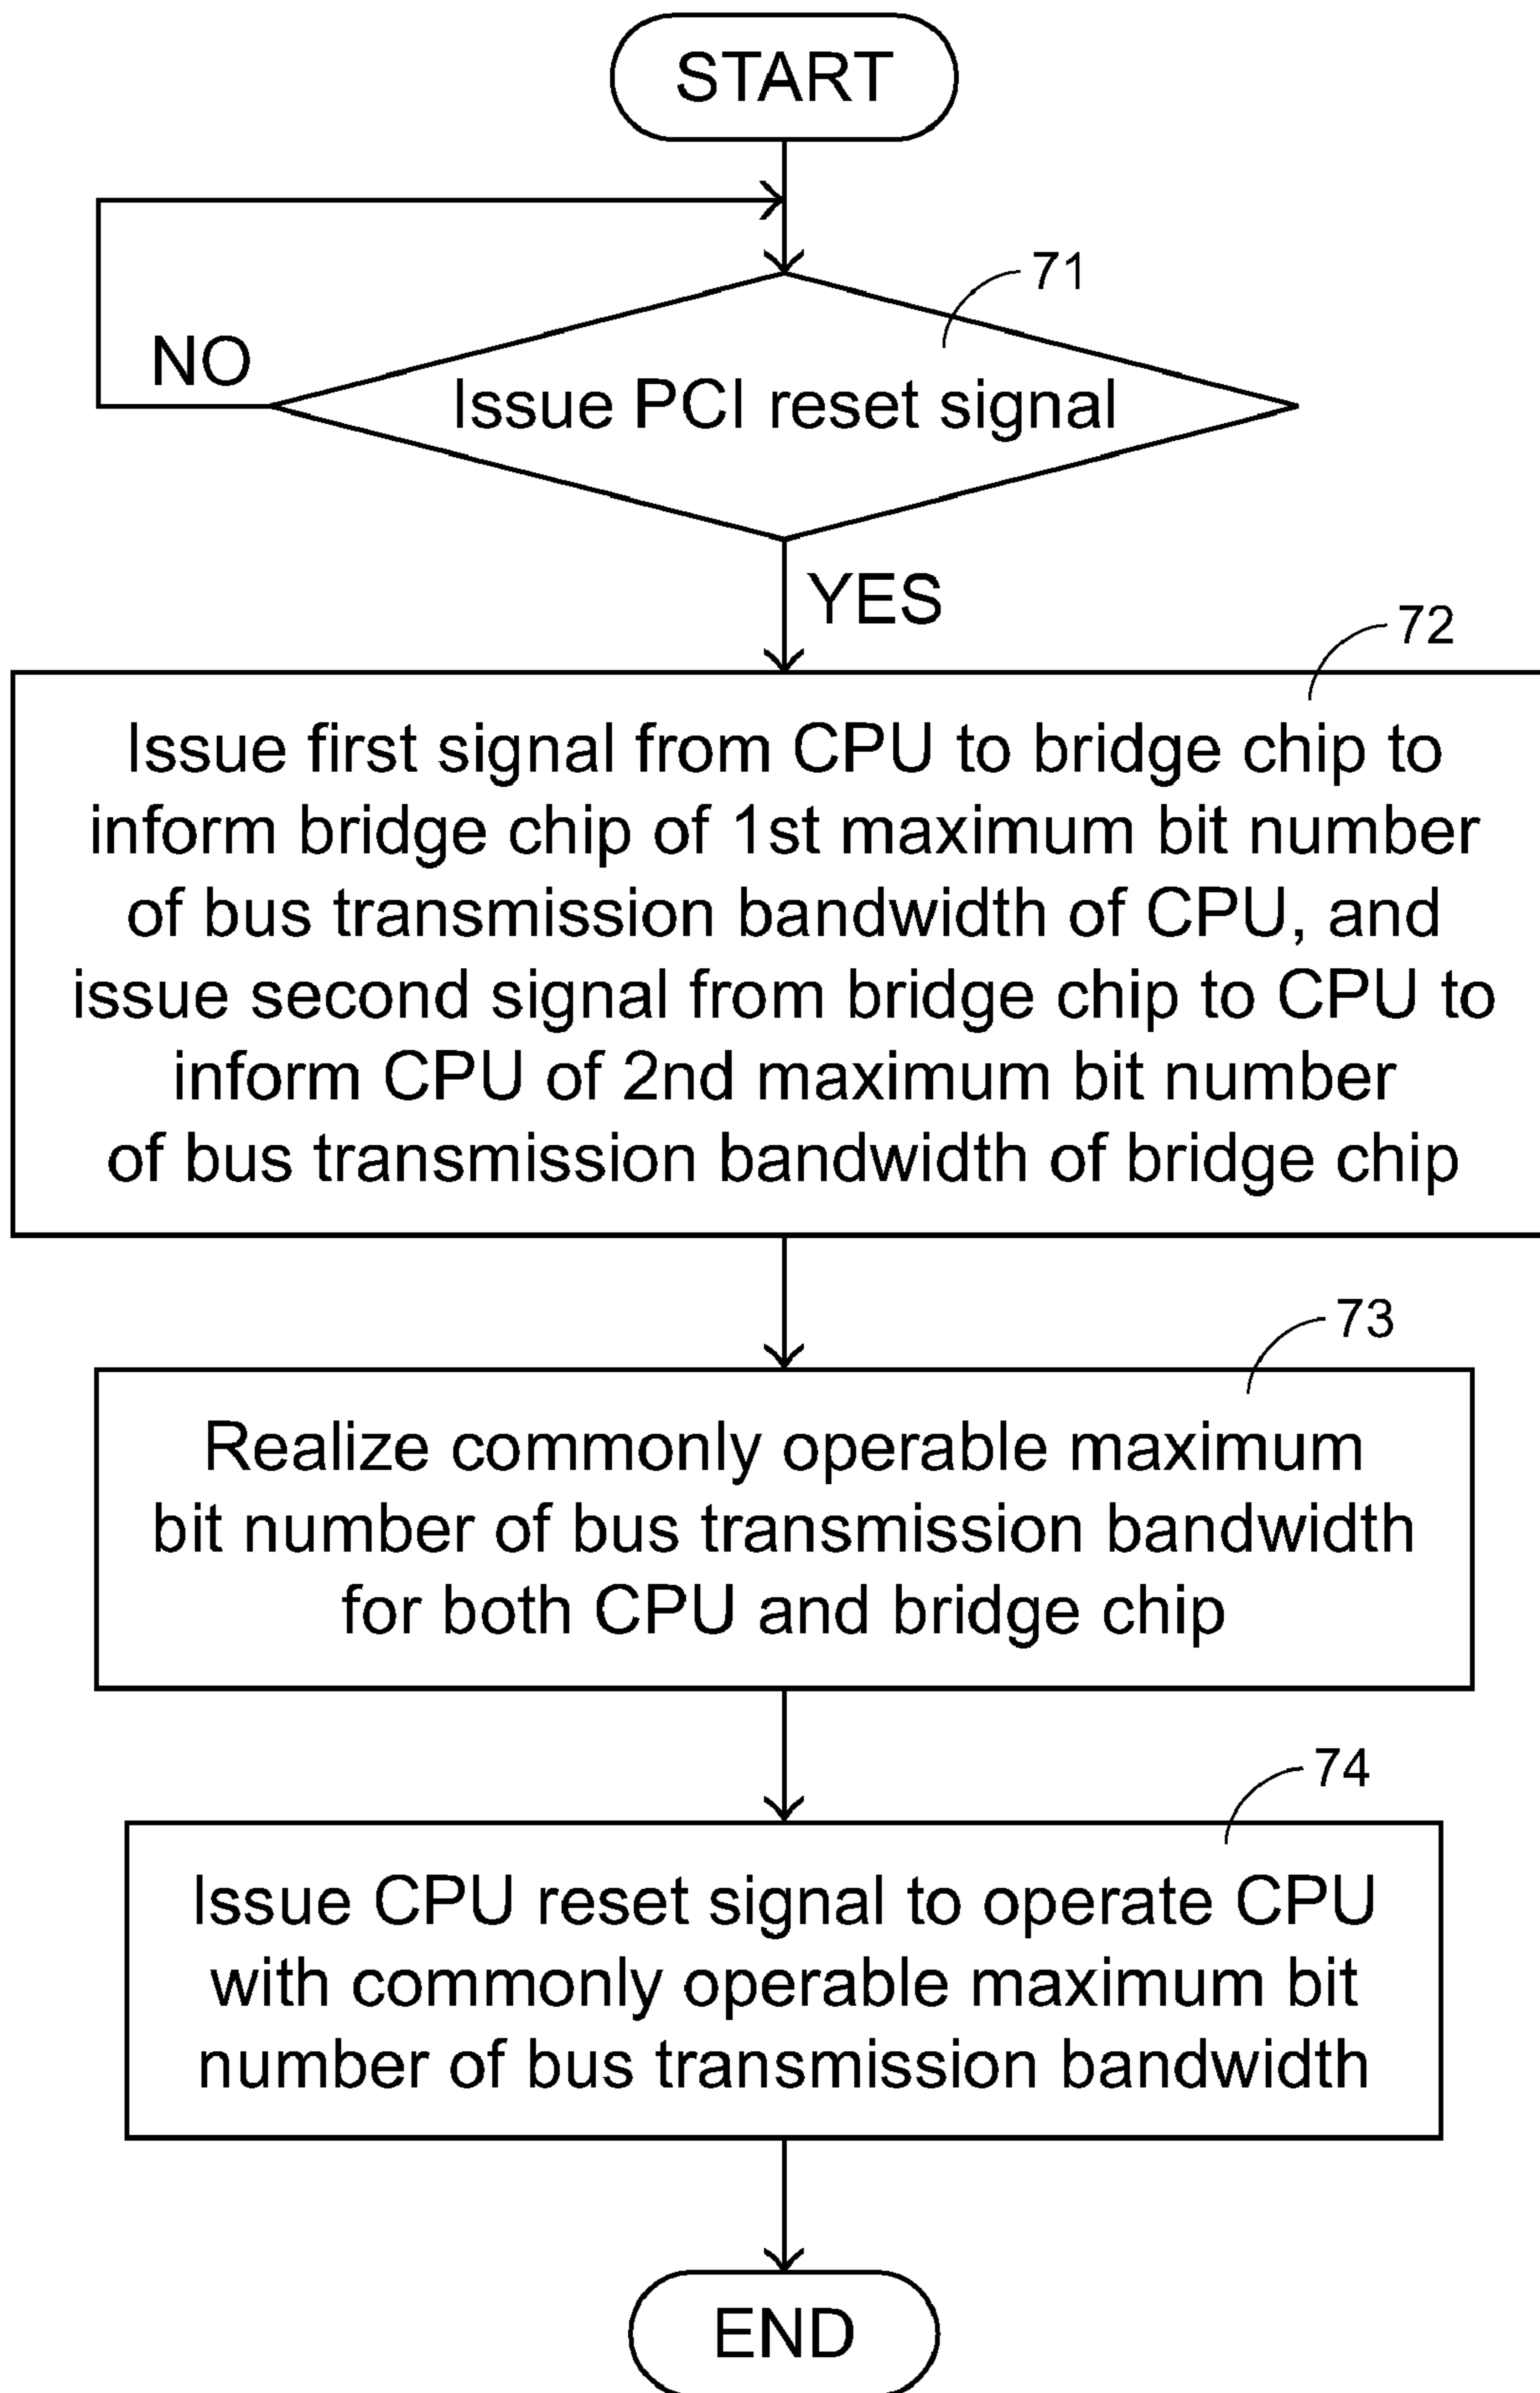 START
71
NO
Issue PCI reset signal
YES
72
Issue first signal from CPU to bridge chip to
inform bridge chip of 1st maximum bit number
of bus transmission bandwidth of CPU, and
issue second signal from bridge chip to CPU to
inform CPU of 2nd maximum bit number
of bus transmission bandwidth of bridge chip
73
Realize commonly operable maximum
bit number of bus transmission bandwidth
for both CPU and bridge chip
74
Issue CPU reset signal to operate CPU
with commonly operable maximum bit
number of bus transmission bandwidth
END